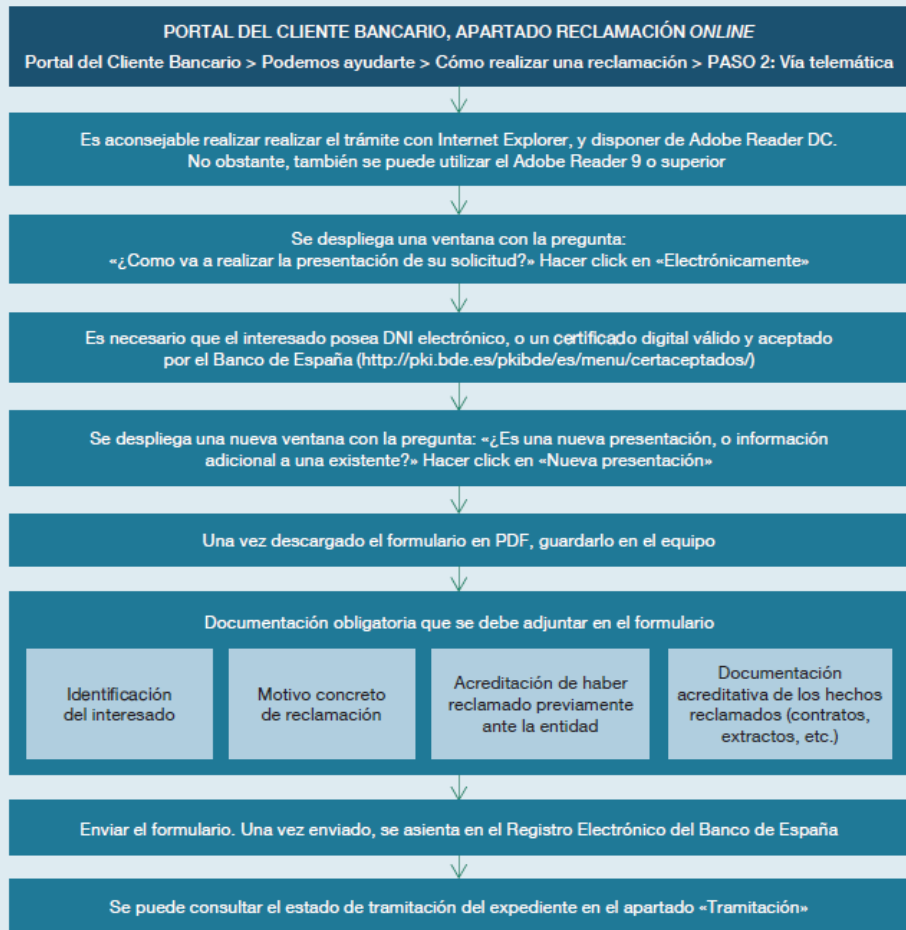 PORTAL DEL CLIENTE BANCARIO, APARTADO RECLAMACIÓN ONLINE
Portal del Cliente Bancario > Podemos ayudarte > Cómo realizar una reclamación > PASO 2: Vía telemática
Es aconsejable realizar realizar el trámite con Internet Explorer, y disponer de Adobe Reader DC.
No obstante, también se puede utilizar el Adobe Reader 9 o superior
Se despliega una ventana con la pregunta:
«¿Como va a realizar la presentación de su solicitud?» Hacer click en «Electrónicamente»
Es necesario que el interesado posea DNI electrónico, o un certificado digital válido y aceptado
por el Banco de España (http://pki.bde.es/pkibde/es/menu/certaceptados/)
Se despliega una nueva ventana con la pregunta: «¿Es una nueva presentación, o información
adicional a una existente?» Hacer click en «Nueva presentación»
Una vez descargado el formulario en PDF, guardarlo en el equipo
Documentación obligatoria que se debe adjuntar en el formulario
Identificación
del interesado
Motivo concreto
de reclamación
Acreditación de haber
reclamado previamente
ante la entidad
Documentación
acreditativa de los hechos
reclamados (contratos,
extractos, etc.)
Enviar el formulario. Una vez enviado, se asienta en el Registro Electrónico del Banco de España
Se puede consultar el estado de tramitación del expediente en el apartado «Tramitación»